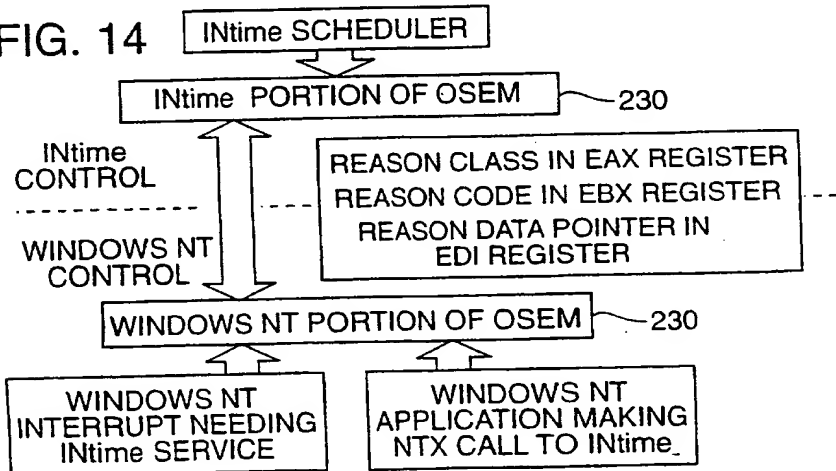 FIG. 14
INtime SCHEDULER
INtime PORTION OF OSEM
230
INtime
CONTROL
REASON CLASS IN EAX REGISTER
REASON CODE IN EBX REGISTER
REASON DATA POINTER IN
EDI REGISTER
WINDOWS NT
CONTROL
WINDOWS NT PORTION OF OSEM
230
WINDOWS NT
INTERRUPT NEEDING
INtime SERVICE
WINDOWS NT
APPLICATION MAKING
NTX CALL TO INtime